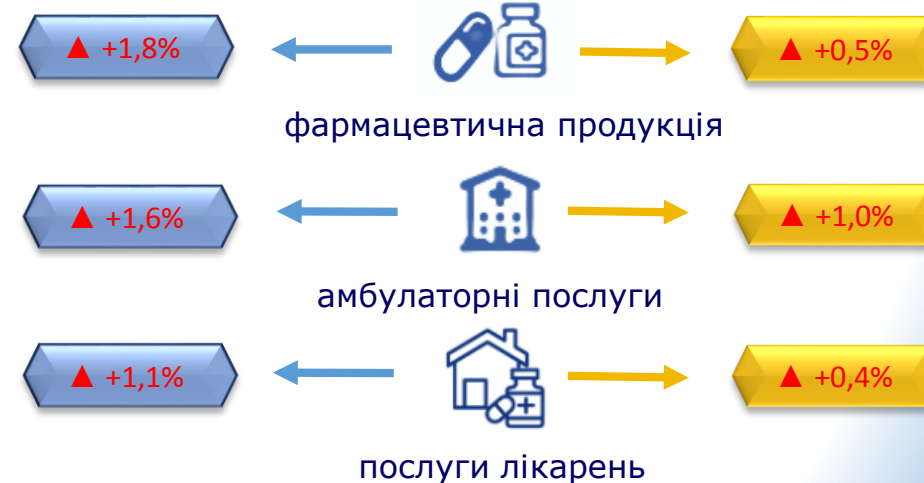 ▲ +1,8%
▲ +0,5%
фармацевтична продукція
▲ +1,6%
▲ +1,0%
амбулаторні послуги
▲ +1,1%
▲ +0,4%
послуги лікарень